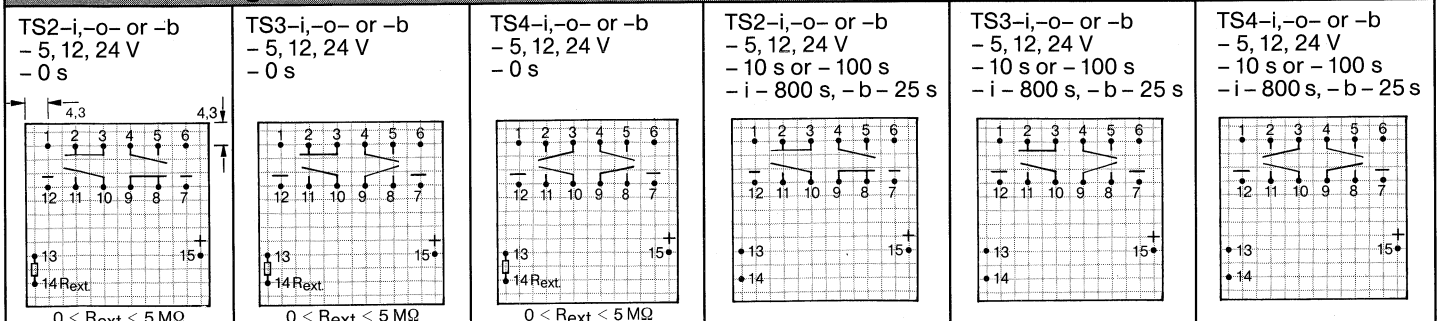 TS2–i,–o– or –b
– 5, 12, 24 V
– 0 s
4,3
4,3
1 2 3 4 5 6
12 11 10 9 8 7
13
15
+
14 Rext.
0 < Rext < 5 MΩ
TS3–i,–o– or –b
– 5, 12, 24 V
– 0 s
1 2 3 4 5 6
12 11 10 9 8 7
13
15
+
14 Rext.
0 < Rext < 5 MΩ
TS4–i,–o– or –b
– 5, 12, 24 V
– 0 s
1 2 3 4 5 6
12 11 10 9 8 7
13
15
+
14 Rext.
0 < Rext < 5 MΩ
TS2–i,–o– or –b
– 5, 12, 24 V
– 10 s or – 100 s
– i – 800 s, – b – 25 s
1 2 3 4 5 6
12 11 10 9 8 7
+
13
15
14
TS3–i,–o– or –b
– 5, 12, 24 V
– 10 s or – 100 s
– i – 800 s, – b – 25 s
1 2 3 4 5 6
12 11 10 9 8 7
+
13
15
14
TS4–i,–o– or –b
– 5, 12, 24 V
– 10 s or – 100 s
– i – 800 s, – b – 25 s
1 2 3 4 5 6
12 11 10 9 8 7
+
13
15
14